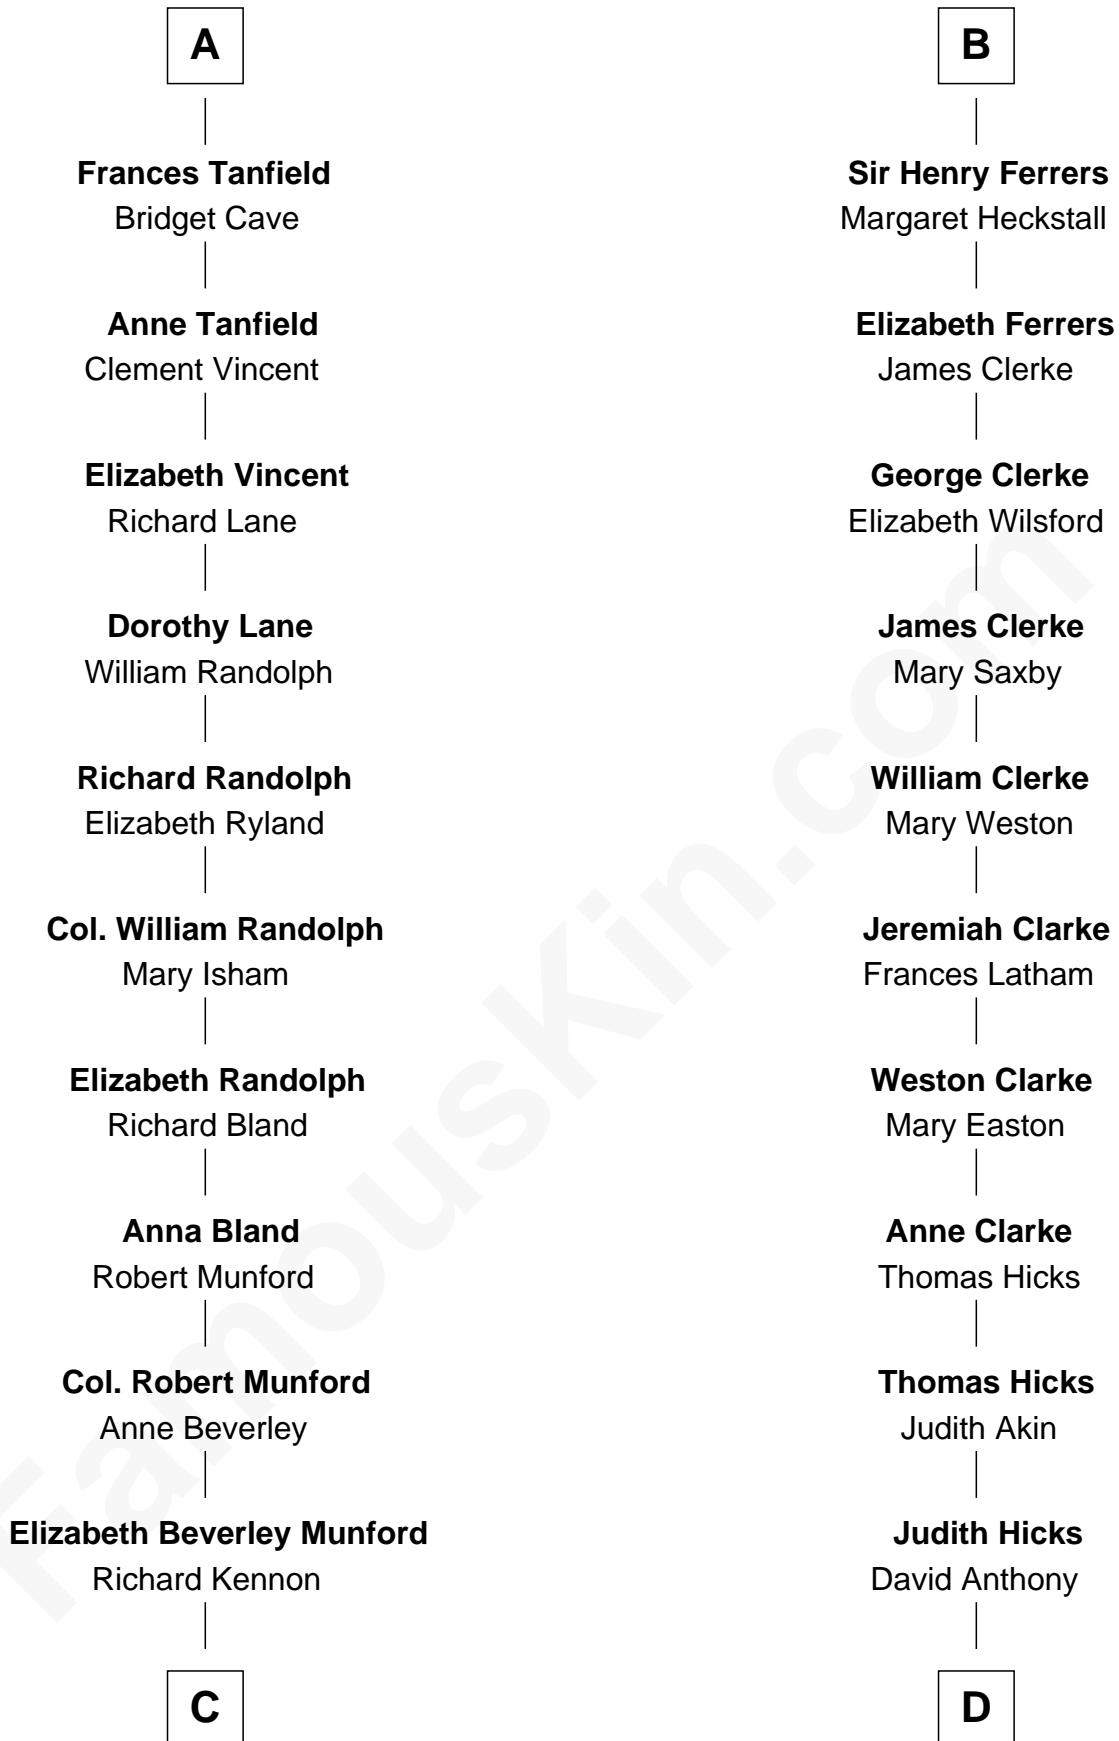 A
Frances Tanfield
Bridget Cave
Anne Tanfield
Clement Vincent
Elizabeth Vincent
Richard Lane
Dorothy Lane
William Randolph
Richard Randolph
Elizabeth Ryland
Col. William Randolph
Mary Isham
Elizabeth Randolph
Richard Bland
Anna Bland
Robert Munford
Col. Robert Munford
Anne Beverley
Elizabeth Beverley Munford
Richard Kennon
C
B
Sir Henry Ferrers
Margaret Heckstall
Elizabeth Ferrers
James Clerke
George Clerke
Elizabeth Wilsford
James Clerke
Mary Saxby
William Clerke
Mary Weston
Jeremiah Clarke
Frances Latham
Weston Clarke
Mary Easton
Anne Clarke
Thomas Hicks
Thomas Hicks
Judith Akin
Judith Hicks
David Anthony
D
FamousKin.com